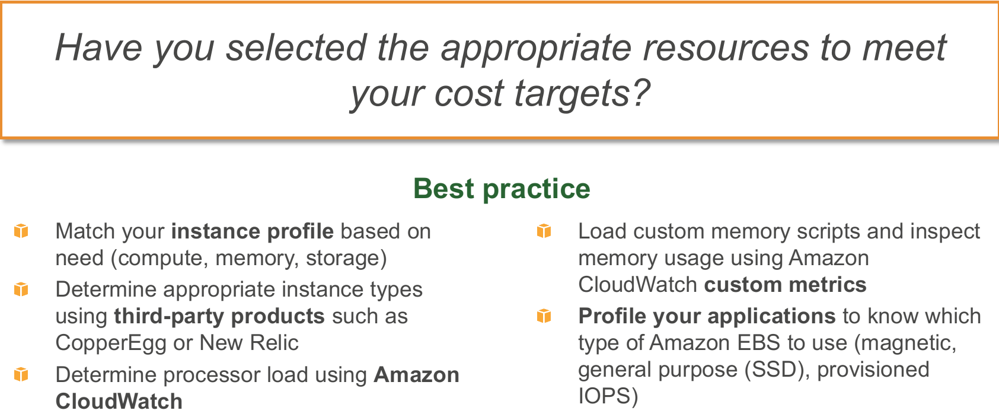 Have you selected the appropriate resources to meet
your cost targets?
Best practice
Match your instance profile based on
need (compute, memory, storage)
Determine appropriate instance types
using third-party products such as
CopperEgg or New Relic
Determine processor load using Amazon
CloudWatch
Load custom memory scripts and inspect
memory usage using Amazon
CloudWatch custom metrics
Profile your applications to know which
type of Amazon EBS to use (magnetic,
general purpose (SSD), provisioned
IOPS)